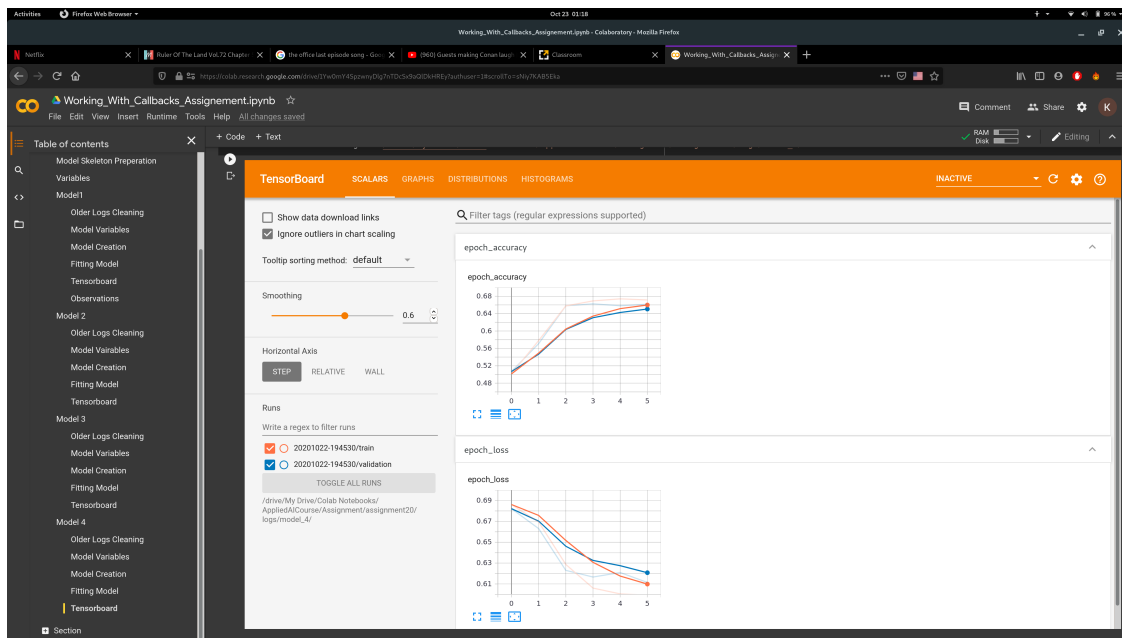 Activities Firefox Web Browser Oct 23 01:18 96 %
Working_With_Callbacks_Assignement.ipynb - Colaboratory - Mozilla Firefox
Netflix Ruler Of The Land Vol.72 Chapter the office last episode song - Goo (960) Guests making Conan laugh Classroom Working_With_Callbacks_Assign
Working_With_Callbacks_Assignement.ipynb
Comment Share K
File Edit View Insert Runtime Tools Help All changes saved
+ Code + Text RAM Disk Editing
Table of contents
Model Skeleton Preperation
Variables
Model1
Older Logs Cleaning
Model Variables
Model Creation
Fitting Model
Tensorboard
Observations
Model 2
Older Logs Cleaning
Model Vairables
Model Creation
Fitting Model
Tensorboard
Model 3
Older Logs Cleaning
Model Variables
Model Creation
Fitting Model
Tensorboard
Model 4
Older Logs Cleaning
Model Variables
Model Creation
Fitting Model
Tensorboard
Section
TensorBoard SCALARS GRAPHS DISTRIBUTIONS HISTOGRAMS INACTIVE
Show data download links
Ignore outliers in chart scaling
Tooltip sorting method: default
Smoothing
0.6
Horizontal Axis
STEP RELATIVE WALL
Runs
Write a regex to filter runs
20201022-194530/train
20201022-194530/validation
TOGGLE ALL RUNS
/drive/My Drive/Colab Notebooks/
AppliedAICourse/Assignment/assignment20/
logs/model_4/
Filter tags (regular expressions supported)
epoch_accuracy
epoch_accuracy
0.68
0.64
0.6
0.56
0.52
0.48
0 1 2 3 4 5
epoch_loss
epoch_loss
0.69
0.67
0.65
0.63
0.61
0 1 2 3 4 5